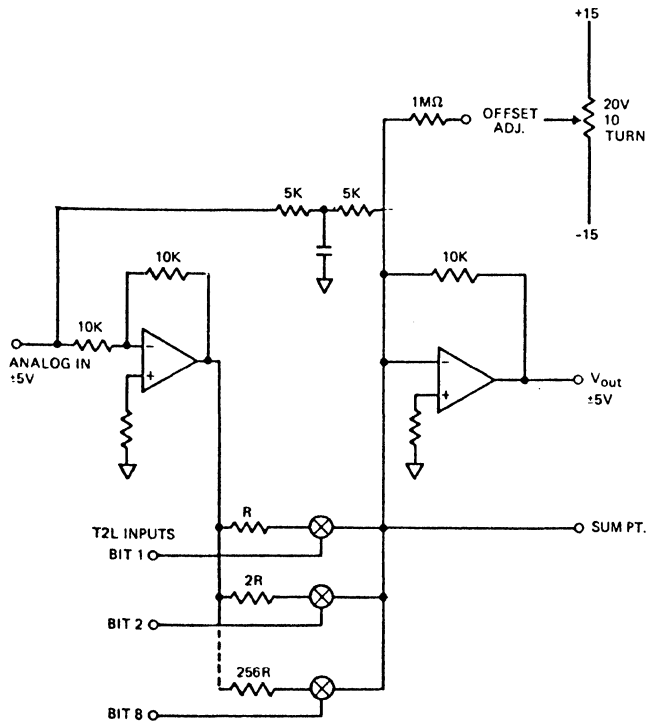 +15
1MΩ
OFFSET
ADJ.
20V
10
TURN
-15
5K
5K
10K
10K
10K
ANALOG IN
±5V
-
+
-
+
Vout
±5V
R
T2L INPUTS
BIT 1
SUM PT.
2R
BIT 2
256R
BIT 8